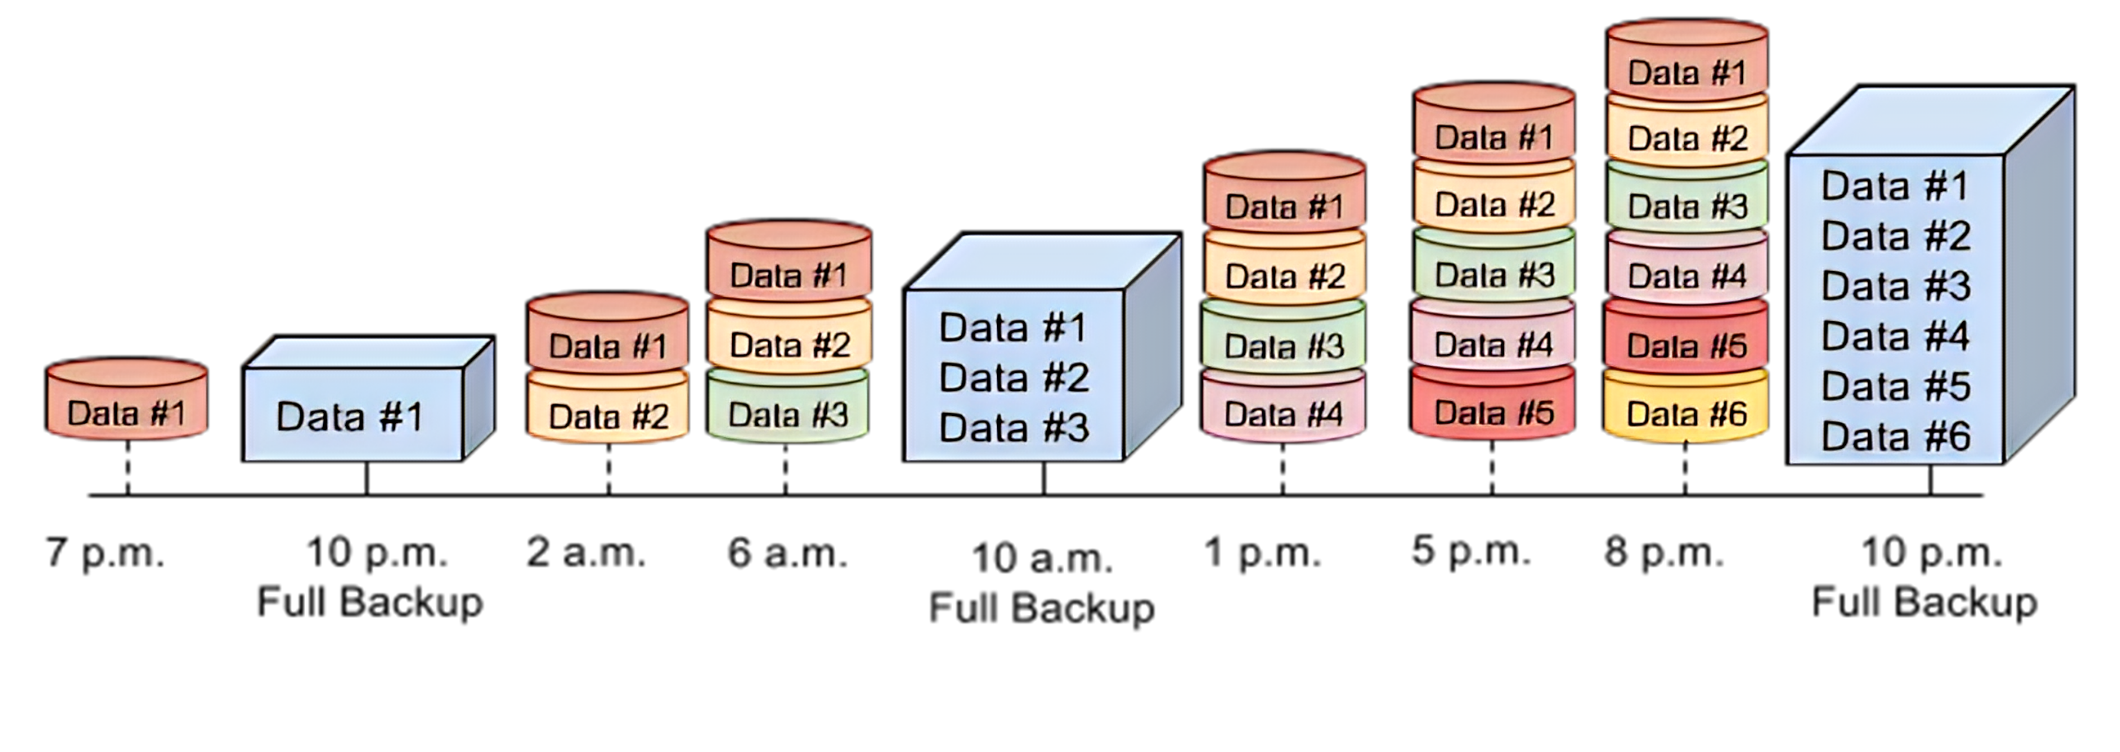 Data #1
Data #1
Data #1
Data #2
Data #1
Data #2
Data #3
Data #1
Data #2
Data #3
Data #1
Data #2
Data #3
Data #4
Data #1
Data #2
Data #3
Data #4
Data #5
Data #1
Data #2
Data #3
Data #4
Data #5
Data #6
Data #1
Data #2
Data #3
Data #4
Data #5
Data #6
7 p.m.
10 p.m.
Full Backup
2 a.m.
6 a.m.
10 a.m.
Full Backup
1 p.m.
5 p.m.
8 p.m.
10 p.m.
Full Backup